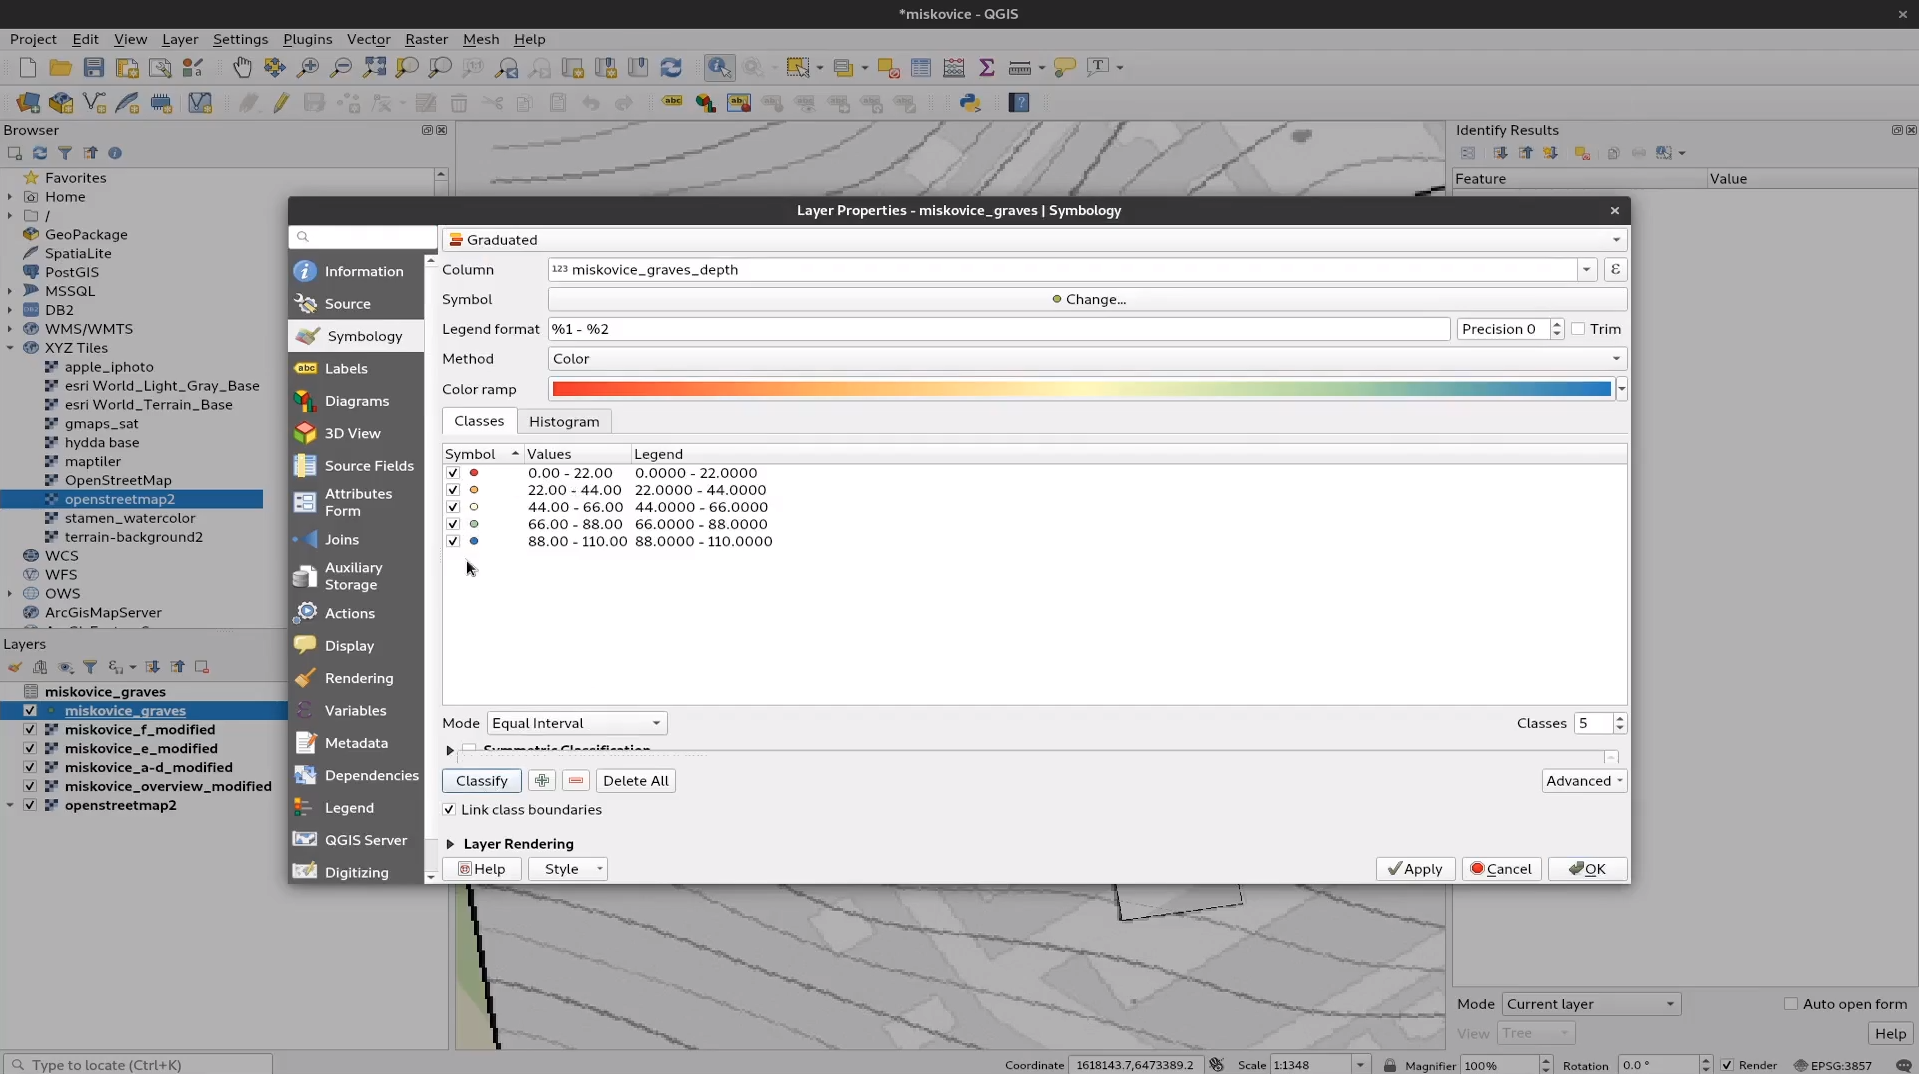 *miskovice - QGIS
Project Edit View Layer Settings Plugins Vector Raster Mesh Help
Browser
Favorites
Home
/
GeoPackage
SpatiaLite
PostGIS
MSSQL
DB2
WMS/WMTS
XYZ Tiles
apple_iphoto
esri World_Light_Gray_Base
esri World_Terrain_Base
gmaps_sat
hydda base
maptiler
OpenStreetMap
openstreetmap2
stamen_watercolor
terrain-background2
WCS
WFS
OWS
ArcGisMapServer
Layers
miskovice_graves
miskovice_graves
miskovice_f_modified
miskovice_e_modified
miskovice_a-d_modified
miskovice_overview_modified
openstreetmap2
Layer Properties - miskovice_graves | Symbology
Information
Source
Symbology
Labels
Diagrams
3D View
Source Fields
Attributes
Form
Joins
Auxiliary
Storage
Actions
Display
Rendering
Variables
Metadata
Dependencies
Legend
QGIS Server
Digitizing
Graduated
Column 123 miskovice_graves_depth ε
Symbol Change...
Legend format %1 - %2 Precision 0 Trim
Method Color
Color ramp
Classes Histogram
Symbol Values Legend
0.00 - 22.00 0.0000 - 22.0000
22.00 - 44.00 22.0000 - 44.0000
44.00 - 66.00 44.0000 - 66.0000
66.00 - 88.00 66.0000 - 88.0000
88.00 - 110.00 88.0000 - 110.0000
Mode Equal Interval Classes 5
Symmetric Classification
Classify Delete All Advanced
Link class boundaries
Layer Rendering
Help Style Apply Cancel OK
Identify Results
Feature Value
Mode Current layer Auto open form
View Tree Help
Type to locate (Ctrl+K) Coordinate 1618143.7,6473389.2 Scale 1:1348 Magnifier 100% Rotation 0.0 ° Render EPSG:3857